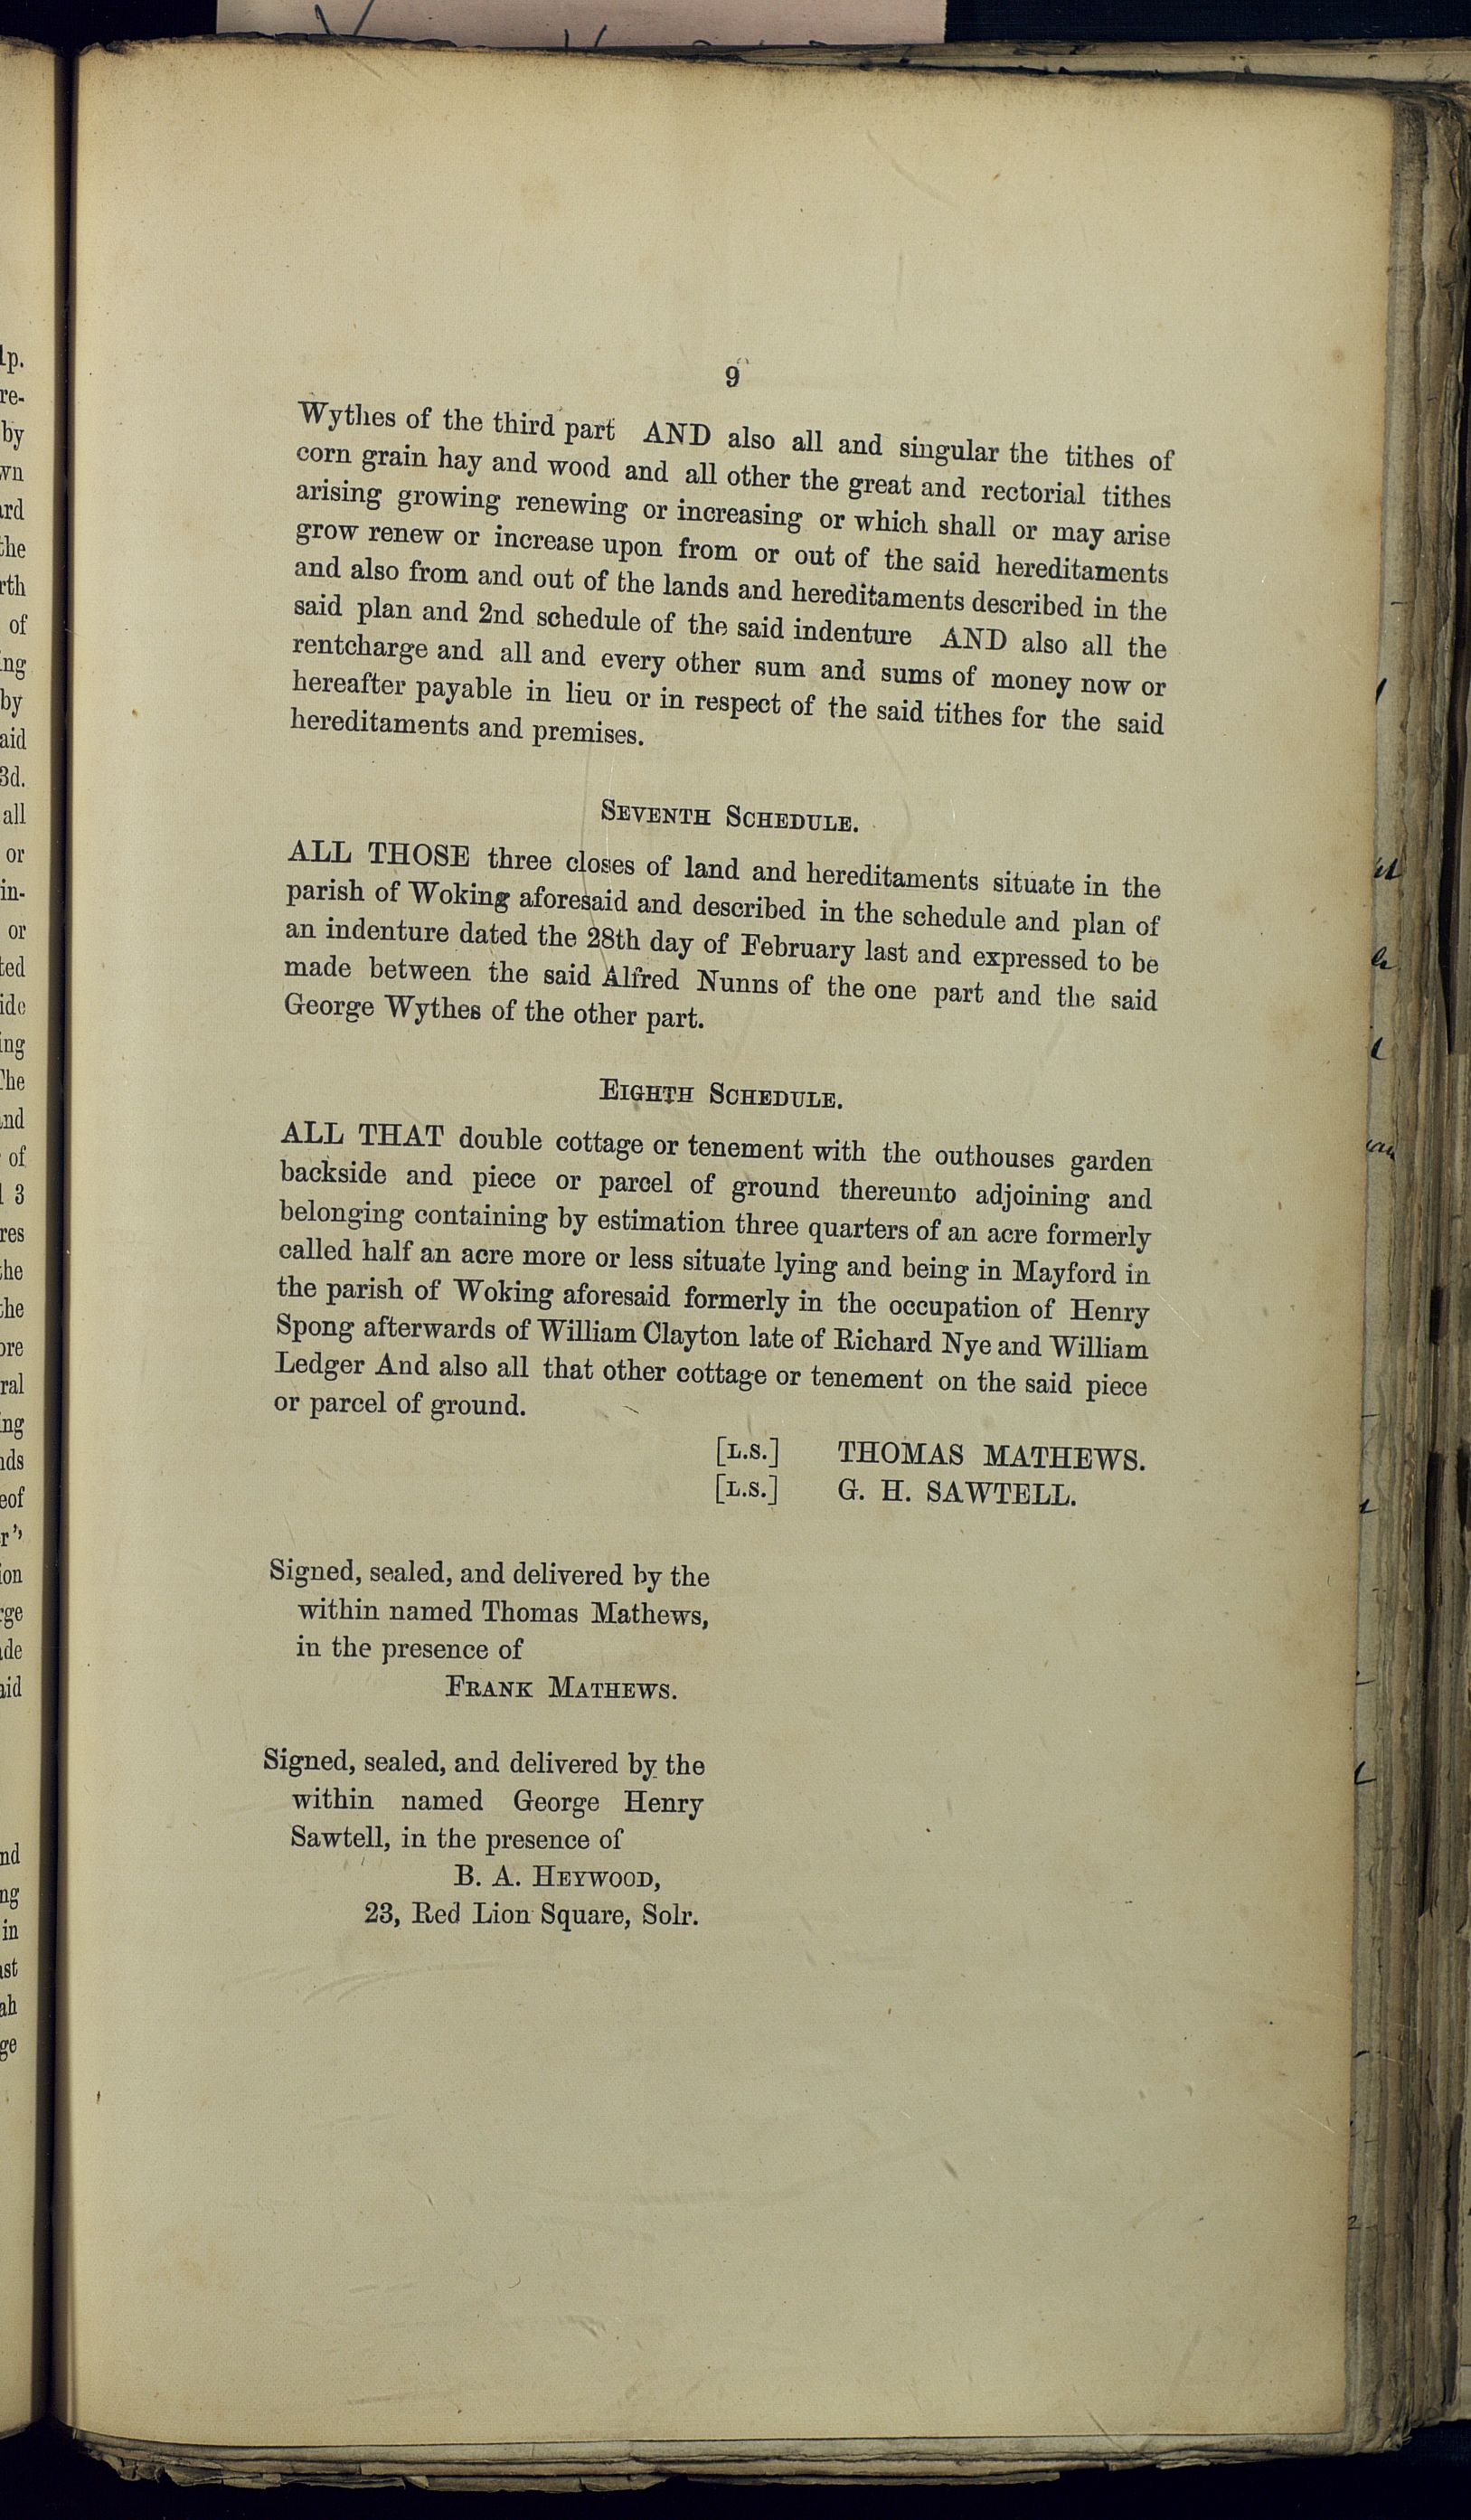 9
Wythes of the third part AND also all and singular the tithes of
corn grain hay and wood and all other the great and rectorial tithes
arising growing renewing or increasing or which shall or may arise
grow renew or increase upon from or out of the said hereditaments
and also from and out of the lands and hereditaments described in the
said plan and 2nd schedule of the said indenture AND also all the
rentcharge and all and every other sum and sums of money now or
hereafter payable in lieu or in respect of the said tithes for the said
hereditaments and premises.
SEVENTH SCHEDULE.
ALL THOSE three closes of land and hereditaments situate in the
parish of Woking aforesaid and described in the schedule and plan of
an indenture dated the 28th day of February last and expressed to be
made between the said Alfred Nunns of the one part and the said
George Wythes of the other part.
EIGHTH SCHEDULE.
ALL THAT double cottage or tenement with the outhouses garden
backside and piece or parcel of ground thereunto adjoining and
belonging containing by estimation three quarters of an acre formerly
called half an acre more or less situate lying and being in Mayford in
the parish of Woking aforesaid formerly in the occupation of Henry
Spong afterwards of William Clayton late of Richard Nye and William
Ledger And also all that other cottage or tenement on the said piece
or parcel of ground.
[L.S.] THOMAS MATHEWS.
[L.S.] G. H. SAWTELL.
Signed, sealed, and delivered by the
within named Thomas Mathews,
in the presence of
FRANK MATHEWS.
Signed, sealed, and delivered by the
within named George Henry
Sawtell, in the presence of
B. A. HEYWOOD,
23, Red Lion Square, Solr.